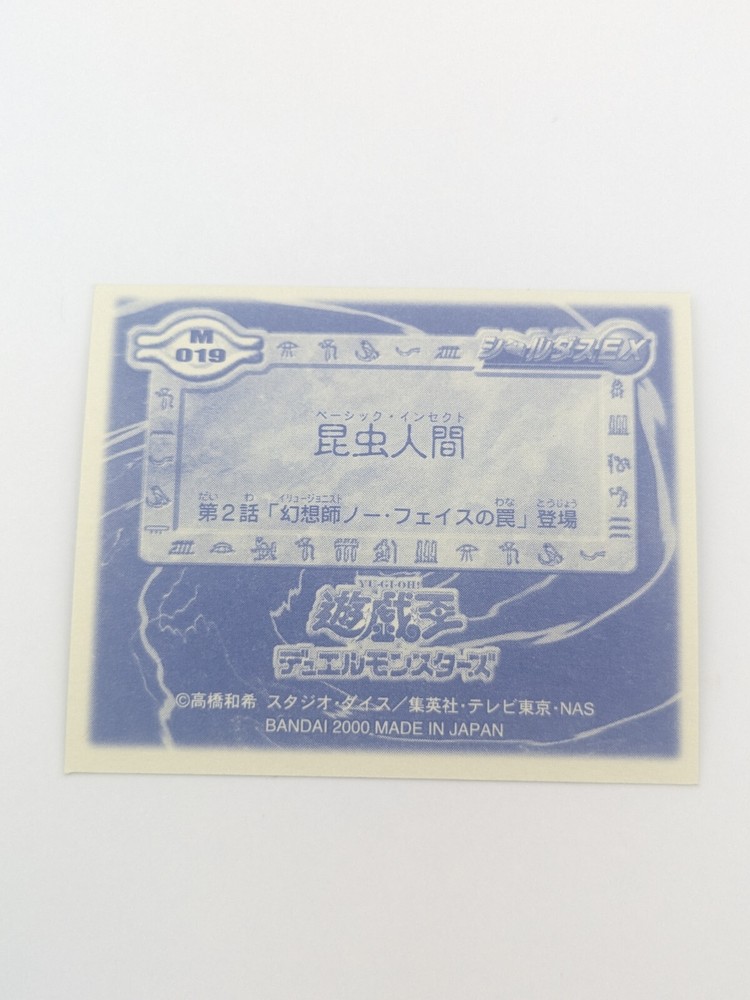 M
019
シールダスEX
ベーシック・インセクト
昆虫人間
だい わ イリュージョニスト わな とうじょう
第2話「幻想師ノー・フェイスの罠」登場
YU-GI-OH!
遊戯王
デュエルモンスターズ
©高橋和希 スタジオ・ダイス/集英社・テレビ東京・NAS
BANDAI 2000 MADE IN JAPAN